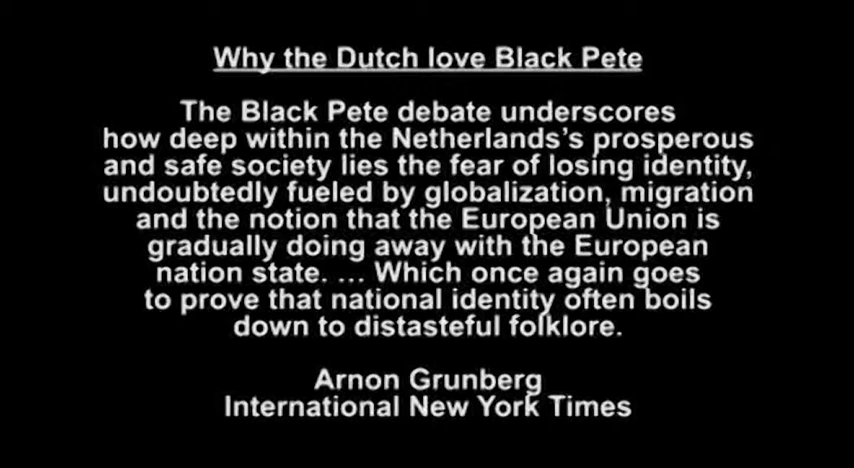 Why the Dutch love Black Pete
The Black Pete debate underscores
how deep within the Netherlands's prosperous
and safe society lies the fear of losing identity,
undoubtedly fueled by globalization, migration
and the notion that the European Union is
gradually doing away with the European
nation state. ... Which once again goes
to prove that national identity often boils
down to distasteful folklore.
Arnon Grunberg
International New York Times